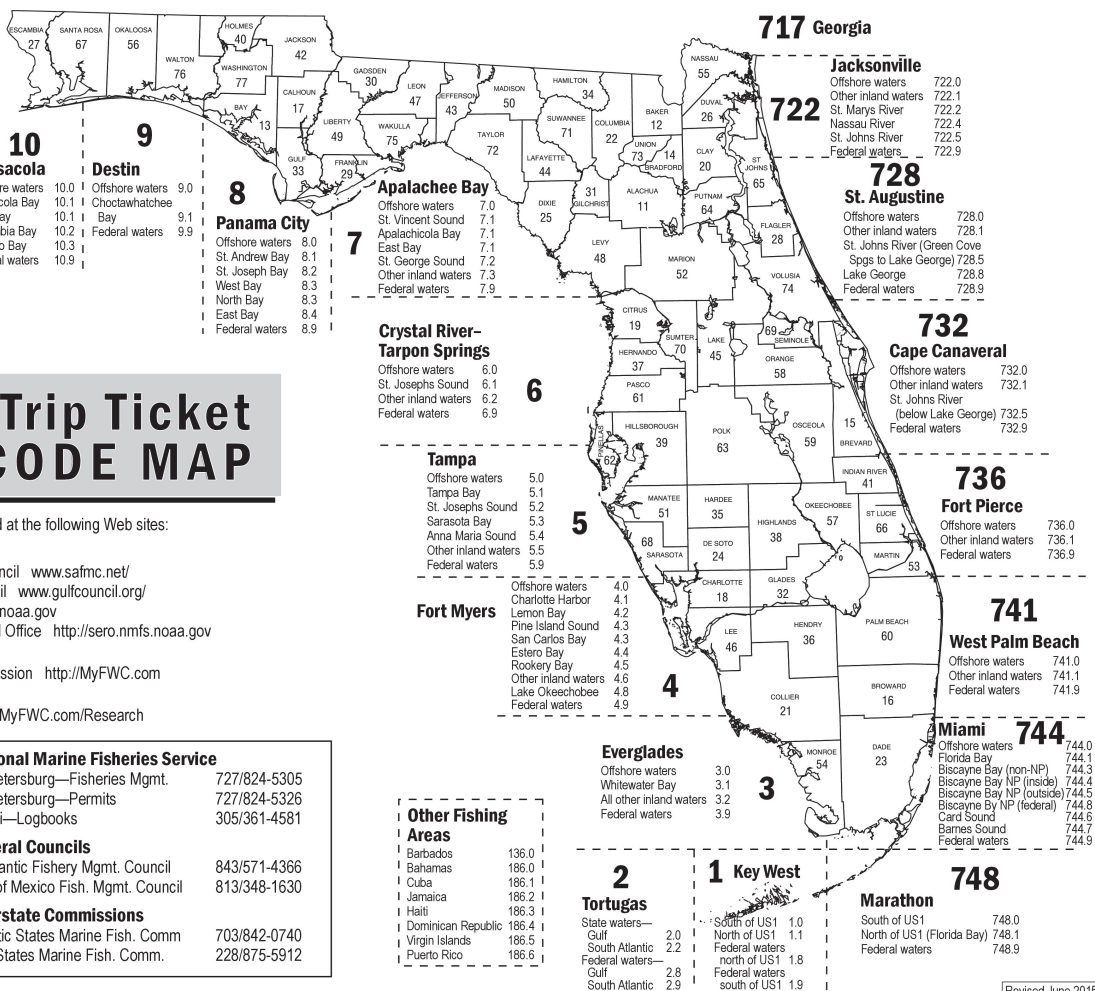 ESCAMBIA
27
SANTA ROSA
67
OKALOOSA
56
WALTON
76
HOLMES
40
JACKSON
42
WASHINGTON
77
BAY
13
CALHOUN
17
GULF
33
GADSDEN
30
LIBERTY
49
FRANKLIN
29
LEON
47
WAKULLA
75
JEFFERSON
43
MADISON
50
TAYLOR
72
HAMILTON
34
SUWANNEE
71
LAFAYETTE
44
DIXIE
25
COLUMBIA
22
31
GILCHRIST
BAKER
12
UNION
73
14
BRADFORD
ALACHUA
11
LEVY
48
NASSAU
55
DUVAL
26
CLAY
20
ST
JOHNS
65
PUTNAM
64
FLAGLER
28
MARION
52
VOLUSIA
74
CITRUS
19
SUMTER
70
LAKE
45
69
SEMINOLE
ORANGE
58
HERNANDO
37
PASCO
61
HILLSBOROUGH
39
PINELLAS
62
POLK
63
OSCEOLA
59
15
BREVARD
INDIAN RIVER
41
MANATEE
51
HARDEE
35
HIGHLANDS
38
OKEECHOBEE
57
ST LUCIE
66
68
SARASOTA
DE SOTO
24
MARTIN
53
CHARLOTTE
18
GLADES
32
LEE
46
HENDRY
36
PALM BEACH
60
COLLIER
21
BROWARD
16
MONROE
54
DADE
23
10
sacola
re waters 10.0
cola Bay 10.1
ay 10.1
bia Bay 10.2
o Bay 10.3
al waters 10.9
9
Destin
Offshore waters 9.0
Choctawhatchee
Bay 9.1
Federal waters 9.9
8
Panama City
Offshore waters 8.0
St. Andrew Bay 8.1
St. Joseph Bay 8.2
West Bay 8.3
North Bay 8.3
East Bay 8.4
Federal waters 8.9
7
Apalachee Bay
Offshore waters 7.0
St. Vincent Sound 7.1
Apalachicola Bay 7.1
East Bay 7.1
St. George Sound 7.2
Other inland waters 7.3
Federal waters 7.9
Crystal River–
Tarpon Springs
Offshore waters 6.0
St. Josephs Sound 6.1
Other inland waters 6.2
Federal waters 6.9
6
Tampa
Offshore waters 5.0
Tampa Bay 5.1
St. Josephs Sound 5.2
Sarasota Bay 5.3
Anna Maria Sound 5.4
Other inland waters 5.5
Federal waters 5.9
5
Fort Myers
Offshore waters 4.0
Charlotte Harbor 4.1
Lemon Bay 4.2
Pine Island Sound 4.3
San Carlos Bay 4.3
Estero Bay 4.4
Rookery Bay 4.5
Other inland waters 4.6
Lake Okeechobee 4.8
Federal waters 4.9
4
Everglades
Offshore waters 3.0
Whitewater Bay 3.1
All other inland waters 3.2
Federal waters 3.9
3
2
Tortugas
State waters—
Gulf 2.0
South Atlantic 2.2
Federal waters—
Gulf 2.8
South Atlantic 2.9
1 Key West
South of US1 1.0
North of US1 1.1
Federal waters
north of US1 1.8
Federal waters
south of US1 1.9
717 Georgia
722
Jacksonville
Offshore waters 722.0
Other inland waters 722.1
St. Marys River 722.2
Nassau River 722.4
St. Johns River 722.5
Federal waters 722.9
728
St. Augustine
Offshore waters 728.0
Other inland waters 728.1
St. Johns River (Green Cove
Spgs to Lake George) 728.5
Lake George 728.8
Federal waters 728.9
732
Cape Canaveral
Offshore waters 732.0
Other inland waters 732.1
St. Johns River
(below Lake George) 732.5
Federal waters 732.9
736
Fort Pierce
Offshore waters 736.0
Other inland waters 736.1
Federal waters 736.9
741
West Palm Beach
Offshore waters 741.0
Other inland waters 741.1
Federal waters 741.9
Miami 744
Offshore waters 744.0
Florida Bay 744.1
Biscayne Bay (non-NP) 744.3
Biscayne Bay NP (inside) 744.4
Biscayne Bay NP (outside) 744.5
Biscayne By NP (federal) 744.8
Card Sound 744.6
Barnes Sound 744.7
Federal waters 744.9
748
Marathon
South of US1 748.0
North of US1 (Florida Bay) 748.1
Federal waters 748.9
Trip Ticket
CODE MAP
d at the following Web sites:
ncil www.safmc.net/
il www.gulfcouncil.org/
noaa.gov
l Office http://sero.nmfs.noaa.gov
ssion http://MyFWC.com
MyFWC.com/Research
onal Marine Fisheries Service
etersburg—Fisheries Mgmt. 727/824-5305
etersburg—Permits 727/824-5326
i—Logbooks 305/361-4581
eral Councils
antic Fishery Mgmt. Council 843/571-4366
of Mexico Fish. Mgmt. Council 813/348-1630
rstate Commissions
tic States Marine Fish. Comm 703/842-0740
States Marine Fish. Comm. 228/875-5912
Other Fishing
Areas
Barbados 136.0
Bahamas 186.0
Cuba 186.1
Jamaica 186.2
Haiti 186.3
Dominican Republic 186.4
Virgin Islands 186.5
Puerto Rico 186.6
Revised June 2015